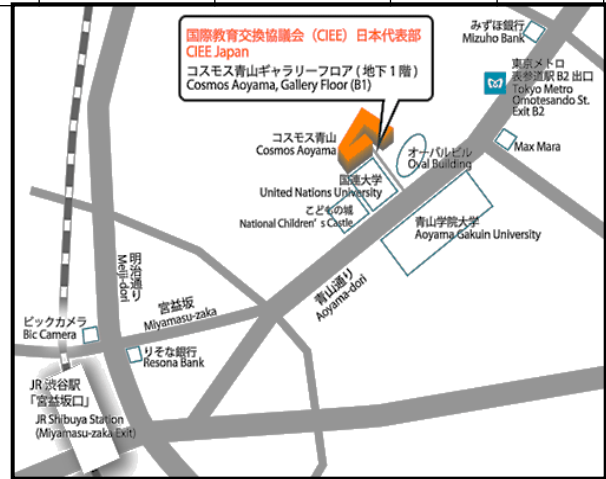 国際教育交換協議会（CIEE）日本代表部
CIEE Japan
コスモス青山ギャラリーフロア ( 地下 1 階 )
Cosmos Aoyama, Gallery Floor (B1)
みずほ銀行
Mizuho Bank
東京メトロ
表参道駅 B2 出口
Tokyo Metro
Omotesando St.
Exit B2
Max Mara
コスモス青山
Cosmos Aoyama
オーバルビル
Oval Building
国連大学
United Nations University
こどもの城
National Children's Castle
青山学院大学
Aoyama Gakuin University
青山通り
Aoyama-dori
明治通り
Meiji-dori
宮益坂
Miyamasu-zaka
ビックカメラ
Bic Camera
りそな銀行
Resona Bank
JR 渋谷駅
「宮益坂口」
JR Shibuya Station
(Miyamasu-zaka Exit)